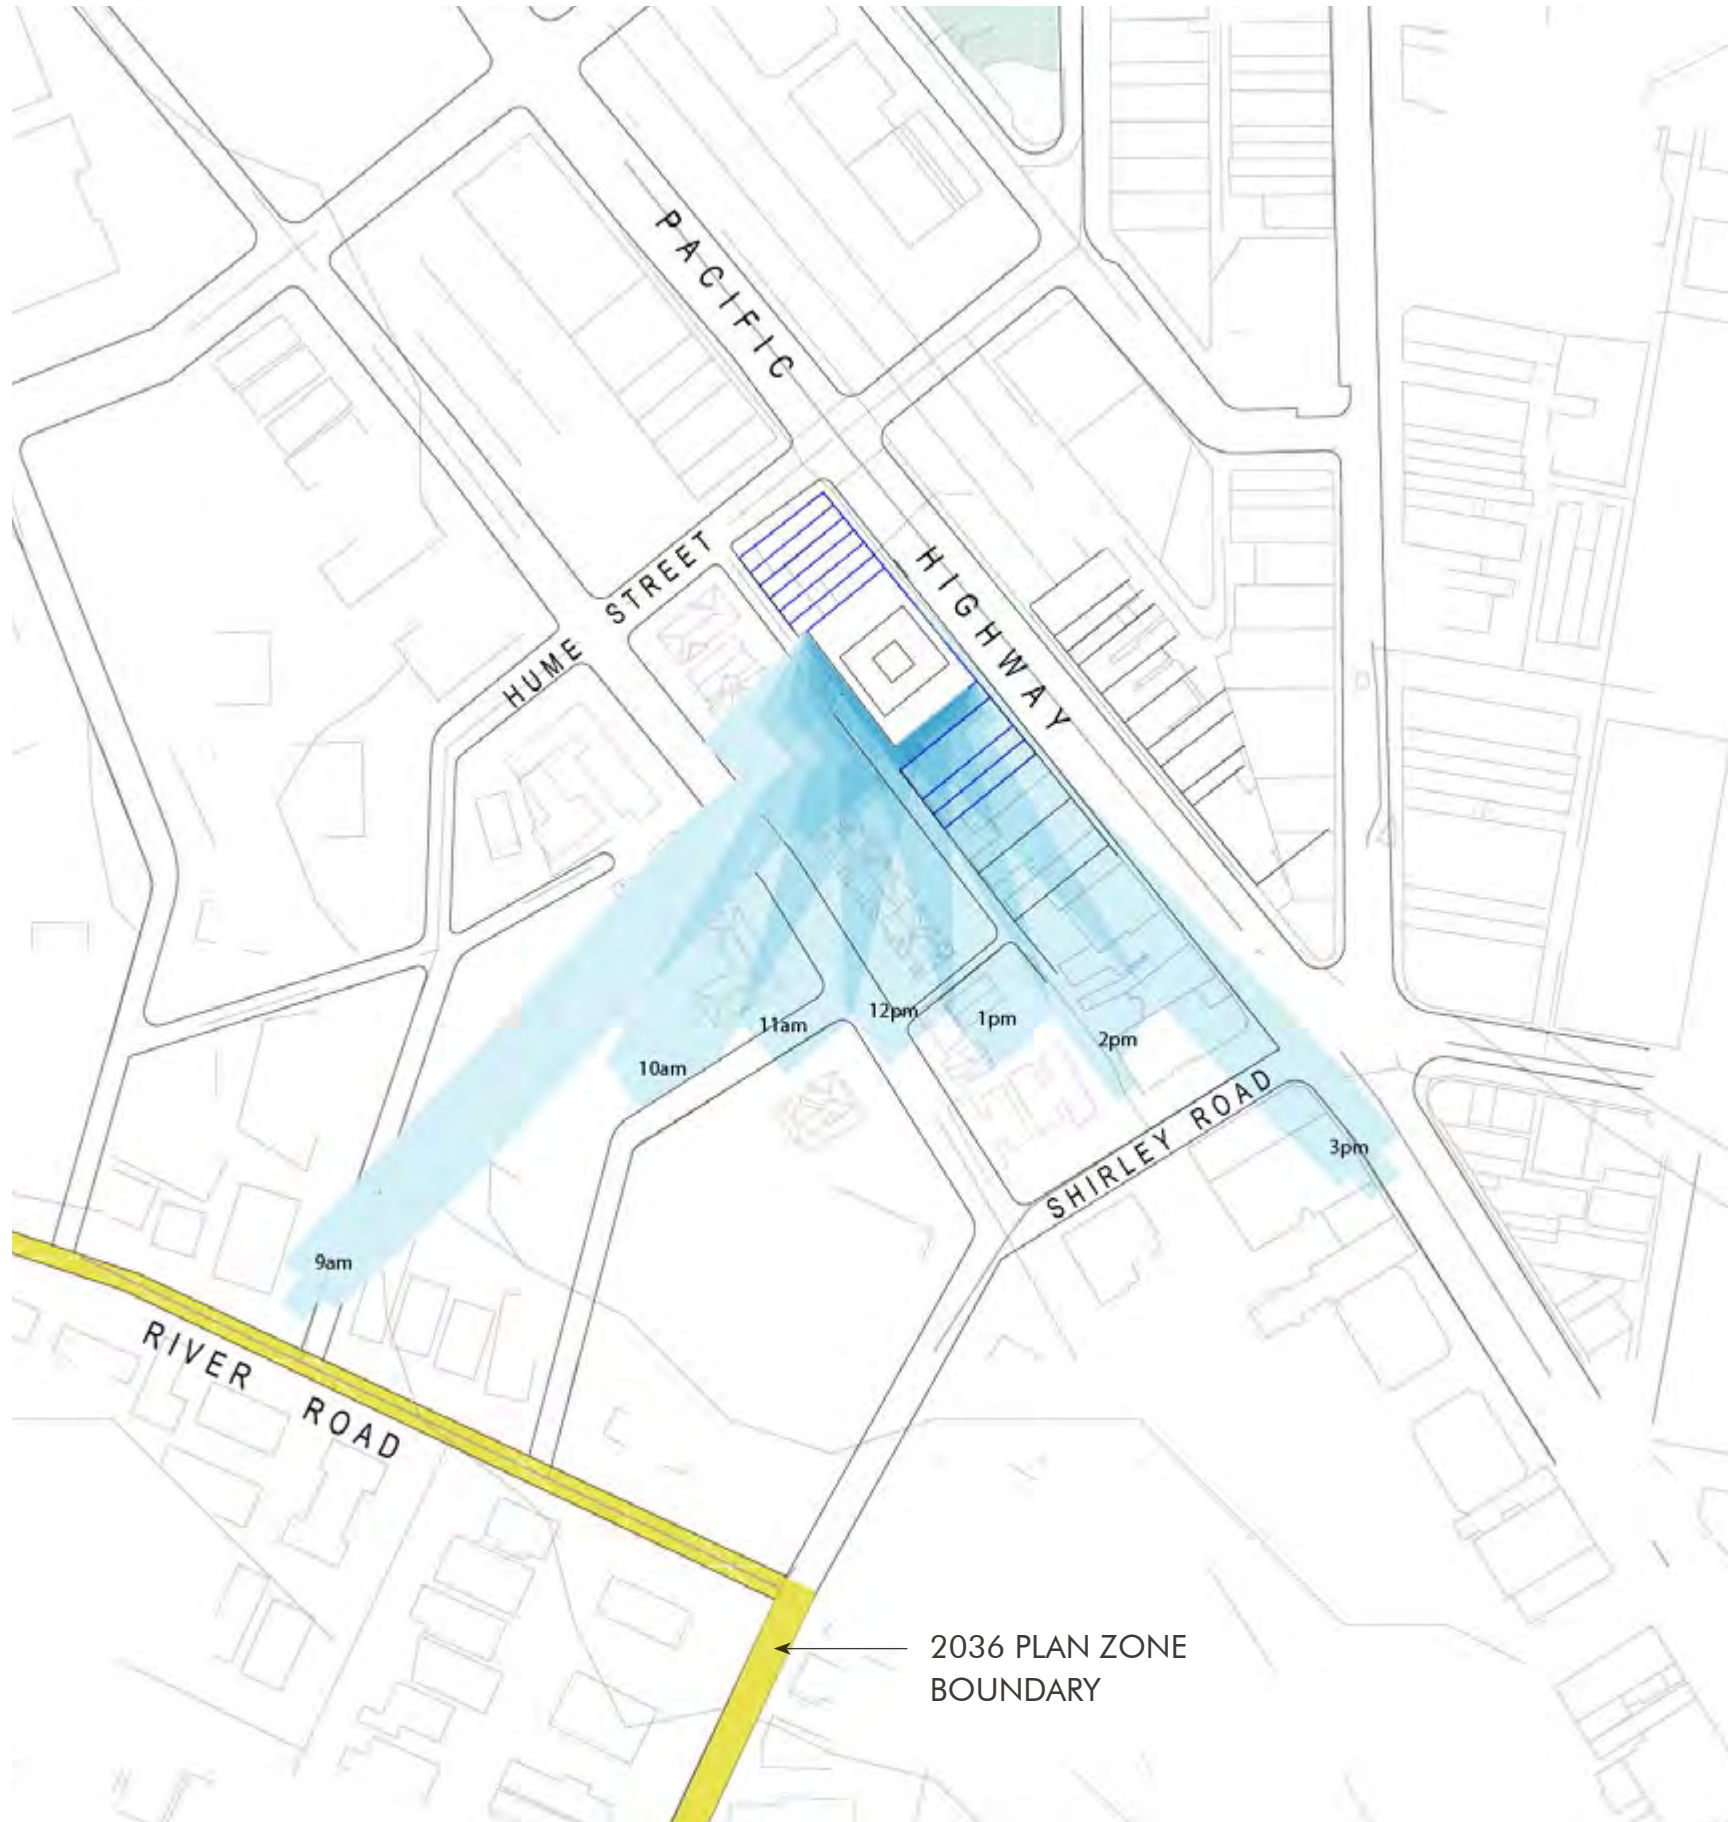 PACIFIC
HIGHWAY
HUME STREET
11am
12pm
1pm
2pm
10am
SHIRLEY ROAD
3pm
9am
RIVER ROAD
2036 PLAN ZONE
BOUNDARY